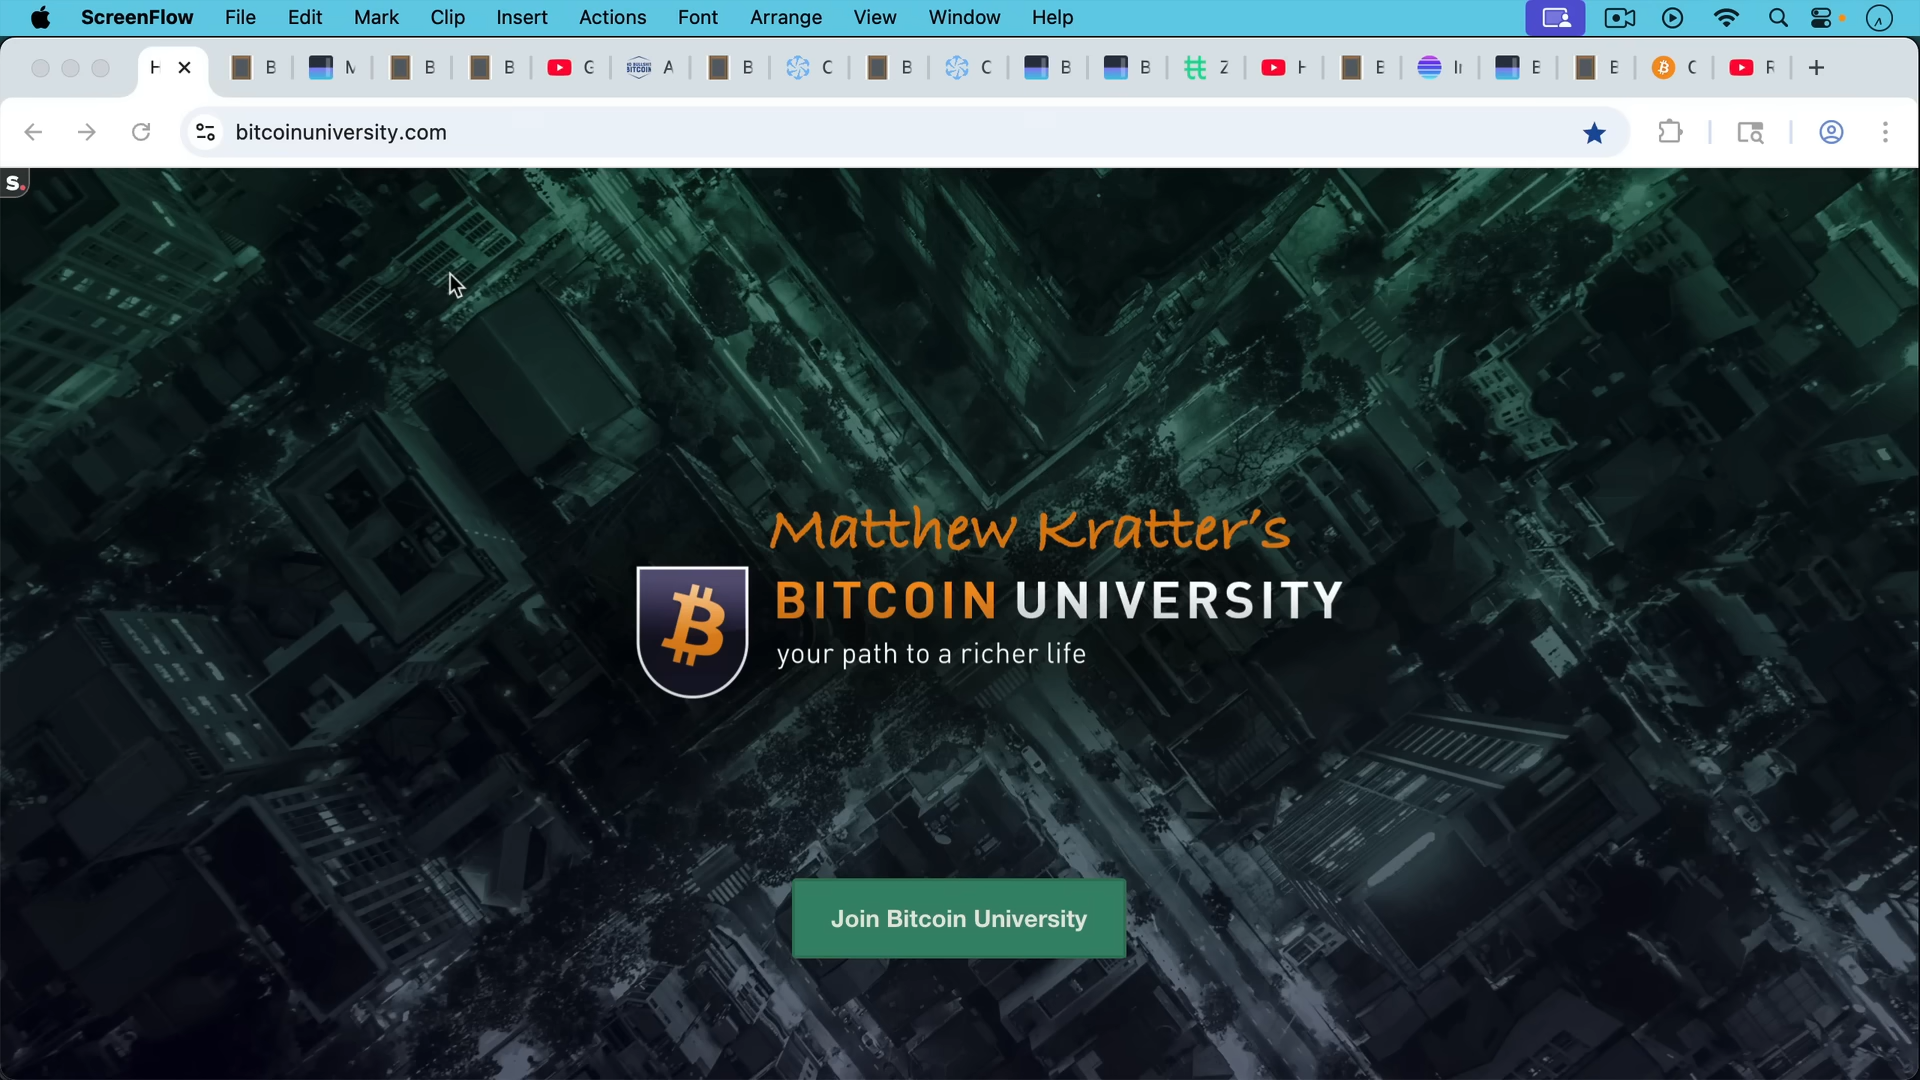 ScreenFlow File Edit Mark Clip Insert Actions Font Arrange View Window Help
H B M B B G A B C B C B B Z H B Ir B B C R
bitcoinuniversity.com
s.
Matthew Kratter's
BITCOIN UNIVERSITY
your path to a richer life
Join Bitcoin University